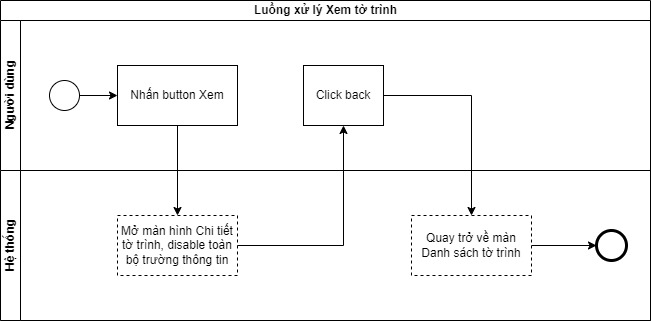 Luồng xử lý Xem tờ trình
Người dùng
Nhấn button Xem
Click back
Hệ thống
Mở màn hình Chi tiết
tờ trình, disable toàn
bộ trường thông tin
Quay trở về màn
Danh sách tờ trình